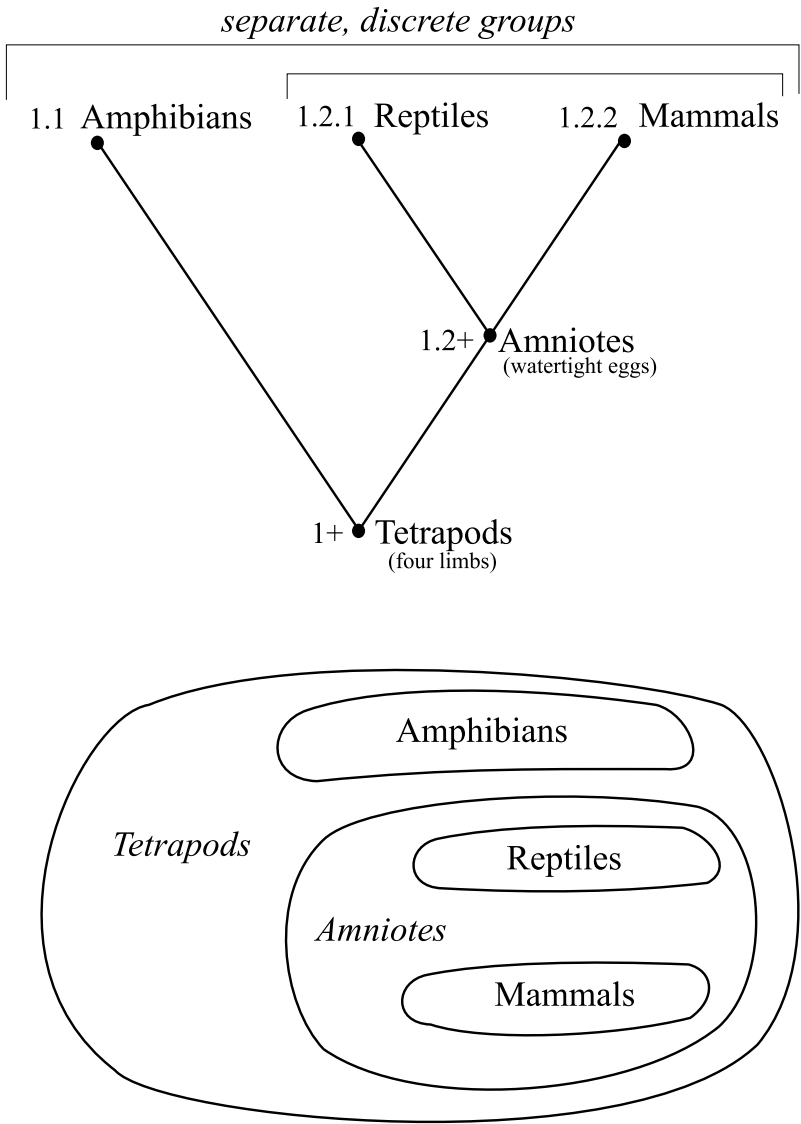 separate, discrete groups
1.1 Amphibians
1.2.1 Reptiles
1.2.2 Mammals
1.2+ Amniotes
(watertight eggs)
1+ Tetrapods
(four limbs)
Amphibians
Tetrapods
Reptiles
Amniotes
Mammals